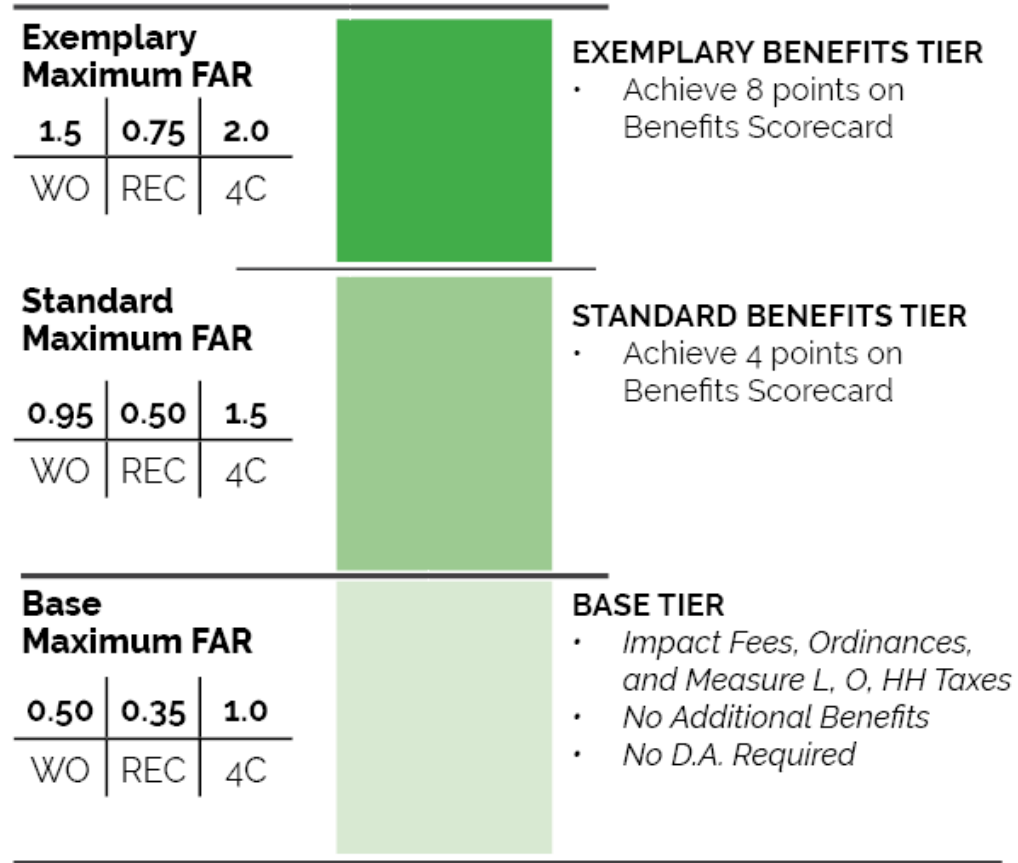 Exemplary
Maximum FAR
1.5 0.75 2.0
WO REC 4C
EXEMPLARY BENEFITS TIER
• Achieve 8 points on
Benefits Scorecard
Standard
Maximum FAR
0.95 0.50 1.5
WO REC 4C
STANDARD BENEFITS TIER
• Achieve 4 points on
Benefits Scorecard
Base
Maximum FAR
0.50 0.35 1.0
WO REC 4C
BASE TIER
• Impact Fees, Ordinances,
and Measure L, O, HH Taxes
• No Additional Benefits
• No D.A. Required